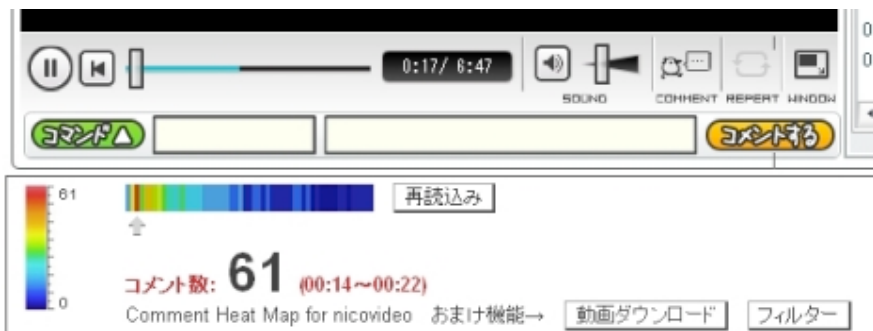 0:17/ 6:47
SOUND
COMMENT
REPEAT
WINDOW
コマンド△
コメントする
61
0
再読込み
コメント数: 61 (00:14～00:22)
Comment Heat Map for nicovideo おまけ機能→ 動画ダウンロード フィルター